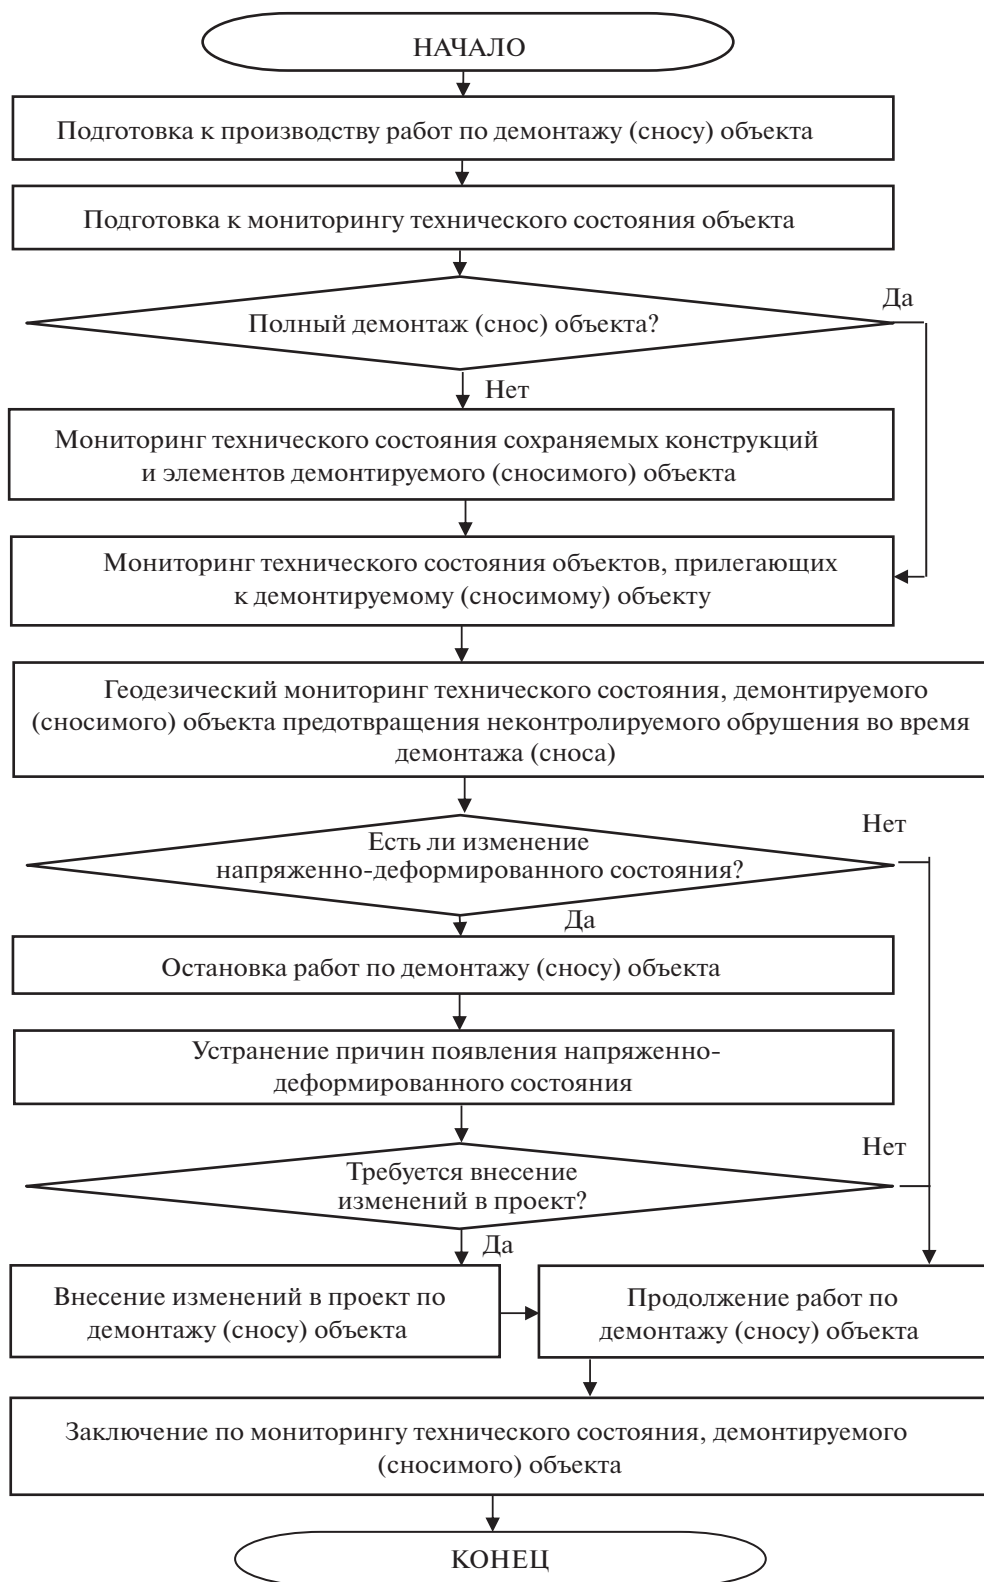 НАЧАЛО
Подготовка к производству работ по демонтажу (сносу) объекта
Подготовка к мониторингу технического состояния объекта
Да
Полный демонтаж (снос) объекта?
Нет
Мониторинг технического состояния сохраняемых конструкций
и элементов демонтируемого (сносимого) объекта
Мониторинг технического состояния объектов, прилегающих
к демонтируемому (сносимому) объекту
Геодезический мониторинг технического состояния, демонтируемого
(сносимого) объекта предотвращения неконтролируемого обрушения во время
демонтажа (сноса)
Нет
Есть ли изменение
напряженно-деформированного состояния?
Да
Остановка работ по демонтажу (сносу) объекта
Устранение причин появления напряженно-
деформированного состояния
Нет
Требуется внесение
изменений в проект?
Да
Внесение изменений в проект по
демонтажу (сносу) объекта
Продолжение работ по
демонтажу (сносу) объекта
Заключение по мониторингу технического состояния, демонтируемого
(сносимого) объекта
КОНЕЦ